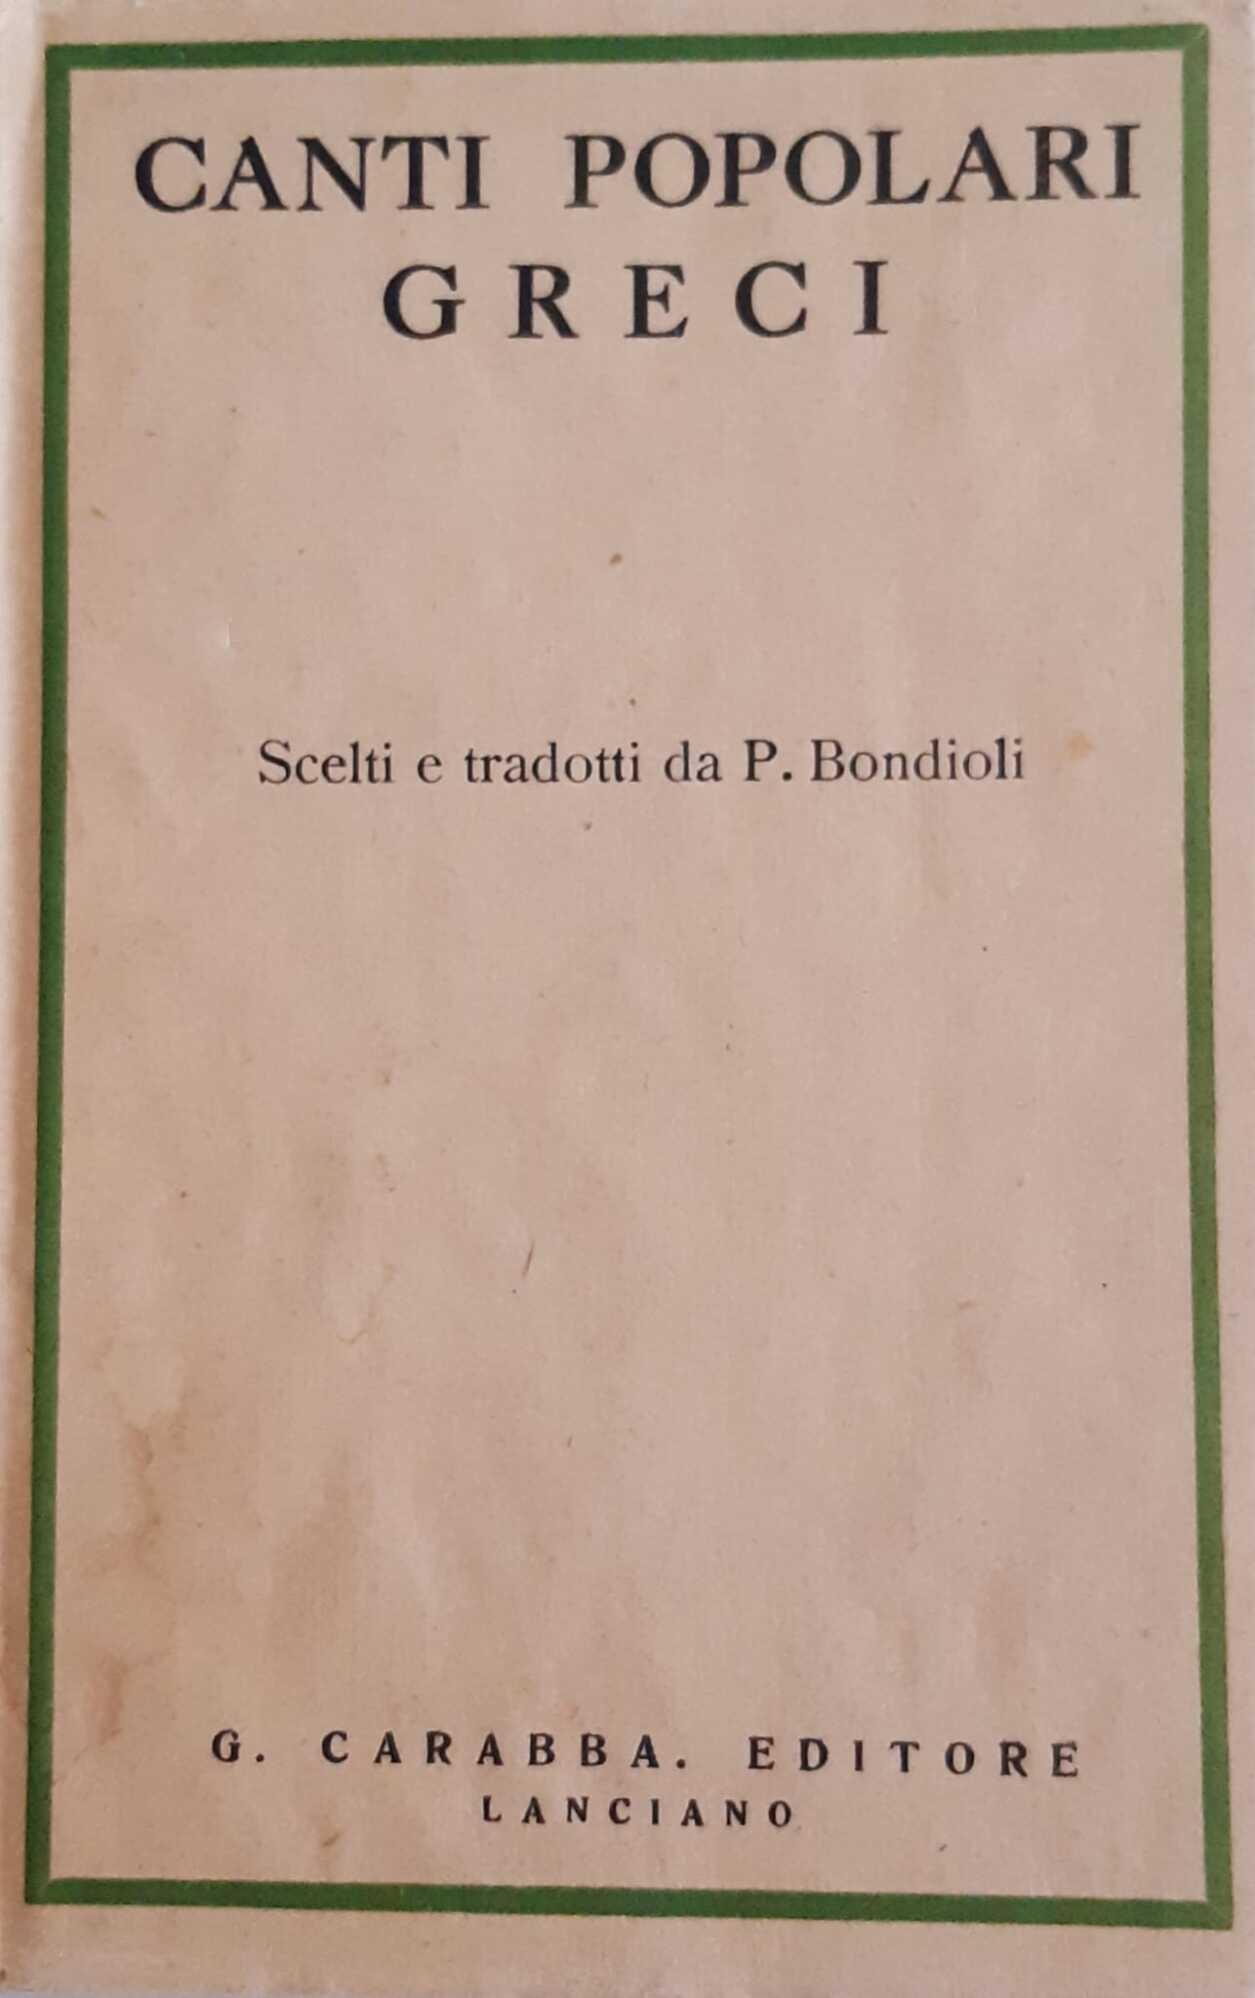 CANTI POPOLARI
GRECI
Scelti e tradotti da P. Bondioli
G. CARABBA. EDITORE
LANCIANO